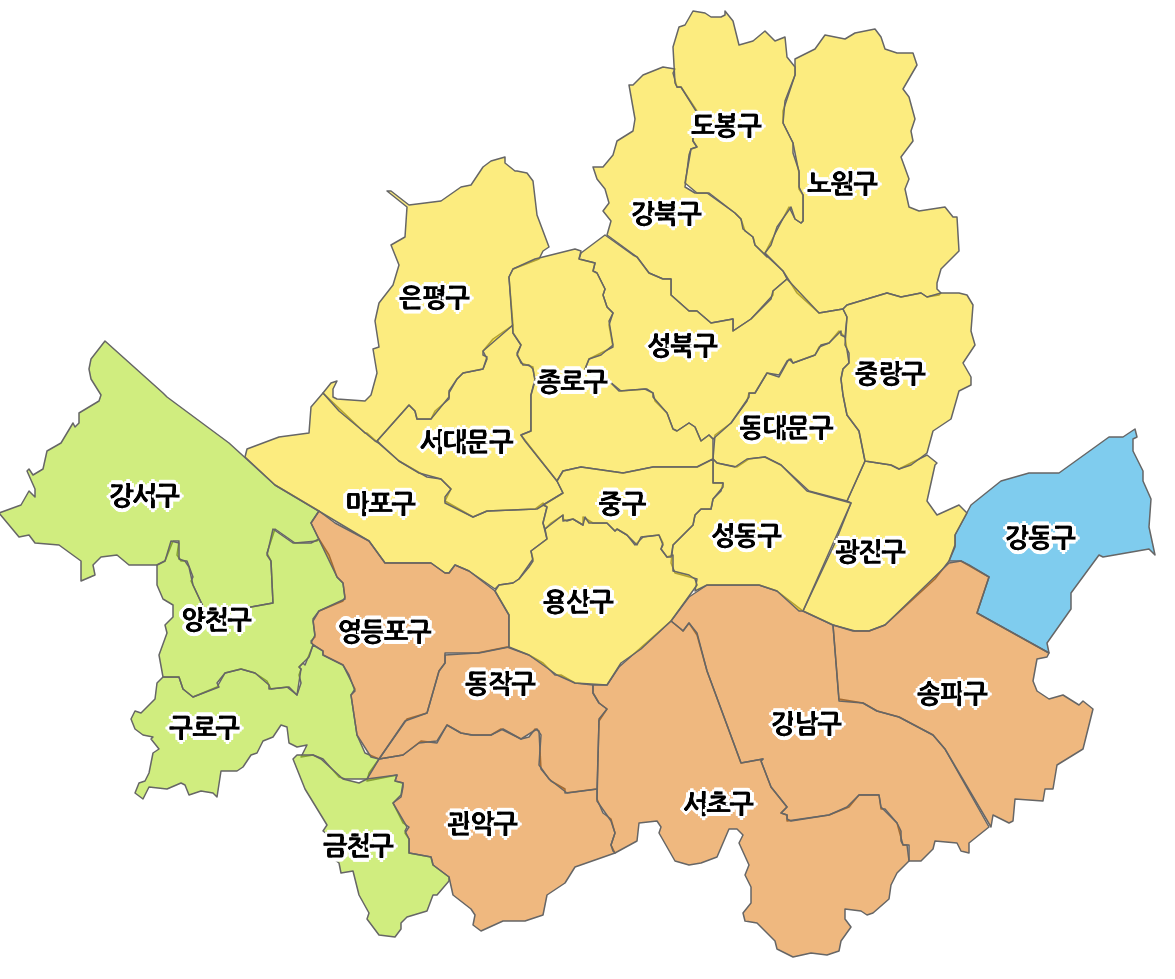 도봉구
노원구
강북구
은평구
성북구
중랑구
종로구
동대문구
서대문구
강서구
마포구
중구
성동구
강동구
광진구
용산구
양천구
영등포구
동작구
송파구
강남구
구로구
서초구
관악구
금천구